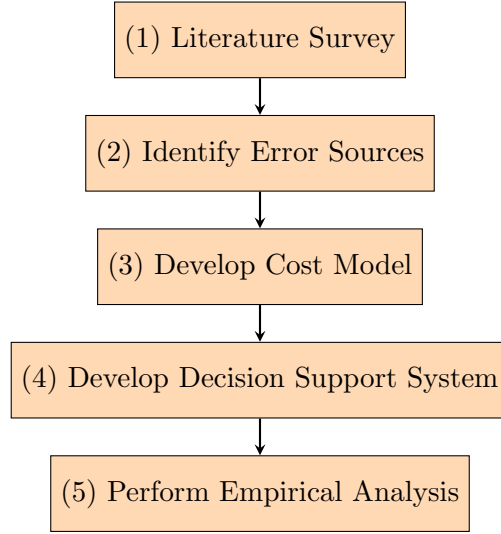 (1) Literature Survey
(2) Identify Error Sources
(3) Develop Cost Model
(4) Develop Decision Support System
(5) Perform Empirical Analysis